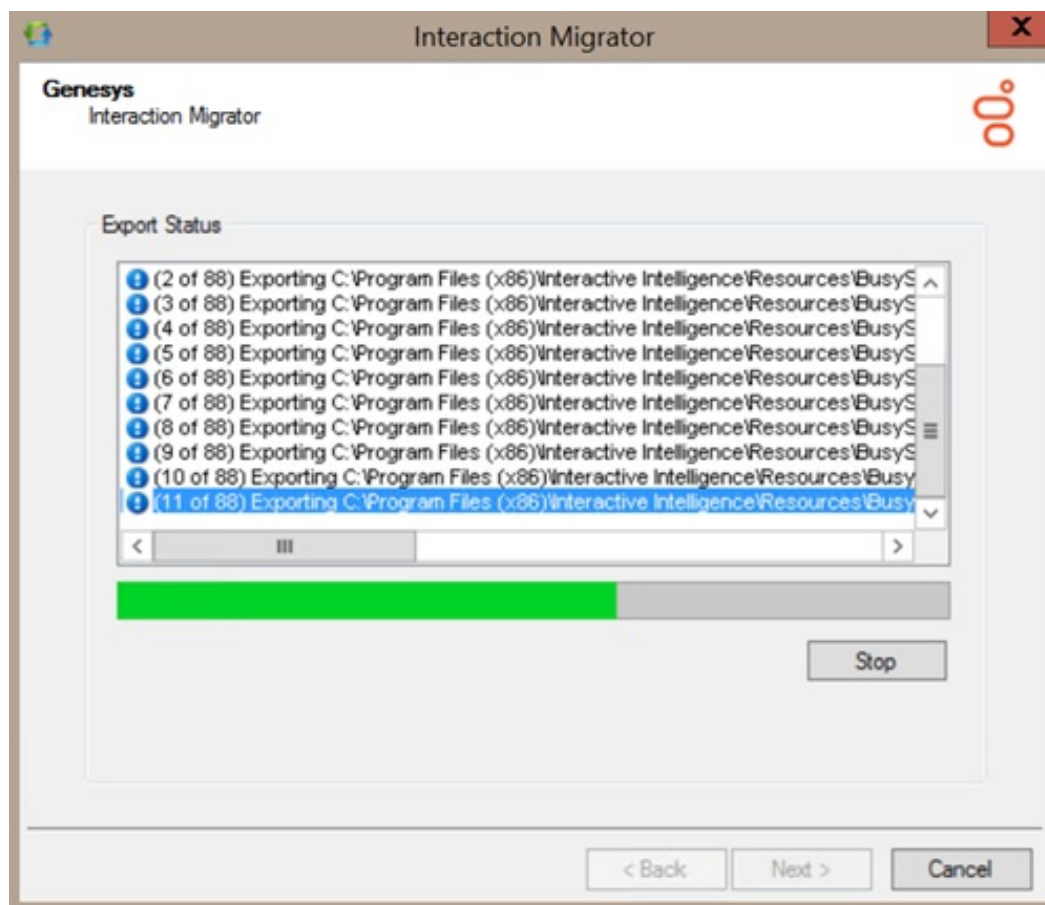 Interaction Migrator
X
Genesys
Interaction Migrator
Export Status
(2 of 88) Exporting C:\Program Files (x86)\Interactive Intelligence\Resources\BusyS
(3 of 88) Exporting C:\Program Files (x86)\Interactive Intelligence\Resources\BusyS
(4 of 88) Exporting C:\Program Files (x86)\Interactive Intelligence\Resources\BusyS
(5 of 88) Exporting C:\Program Files (x86)\Interactive Intelligence\Resources\BusyS
(6 of 88) Exporting C:\Program Files (x86)\Interactive Intelligence\Resources\BusyS
(7 of 88) Exporting C:\Program Files (x86)\Interactive Intelligence\Resources\BusyS
(8 of 88) Exporting C:\Program Files (x86)\Interactive Intelligence\Resources\BusyS
(9 of 88) Exporting C:\Program Files (x86)\Interactive Intelligence\Resources\BusyS
(10 of 88) Exporting C:\Program Files (x86)\Interactive Intelligence\Resources\Busy
(11 of 88) Exporting C:\Program Files (x86)\Interactive Intelligence\Resources\Busy
Stop
< Back Next > Cancel